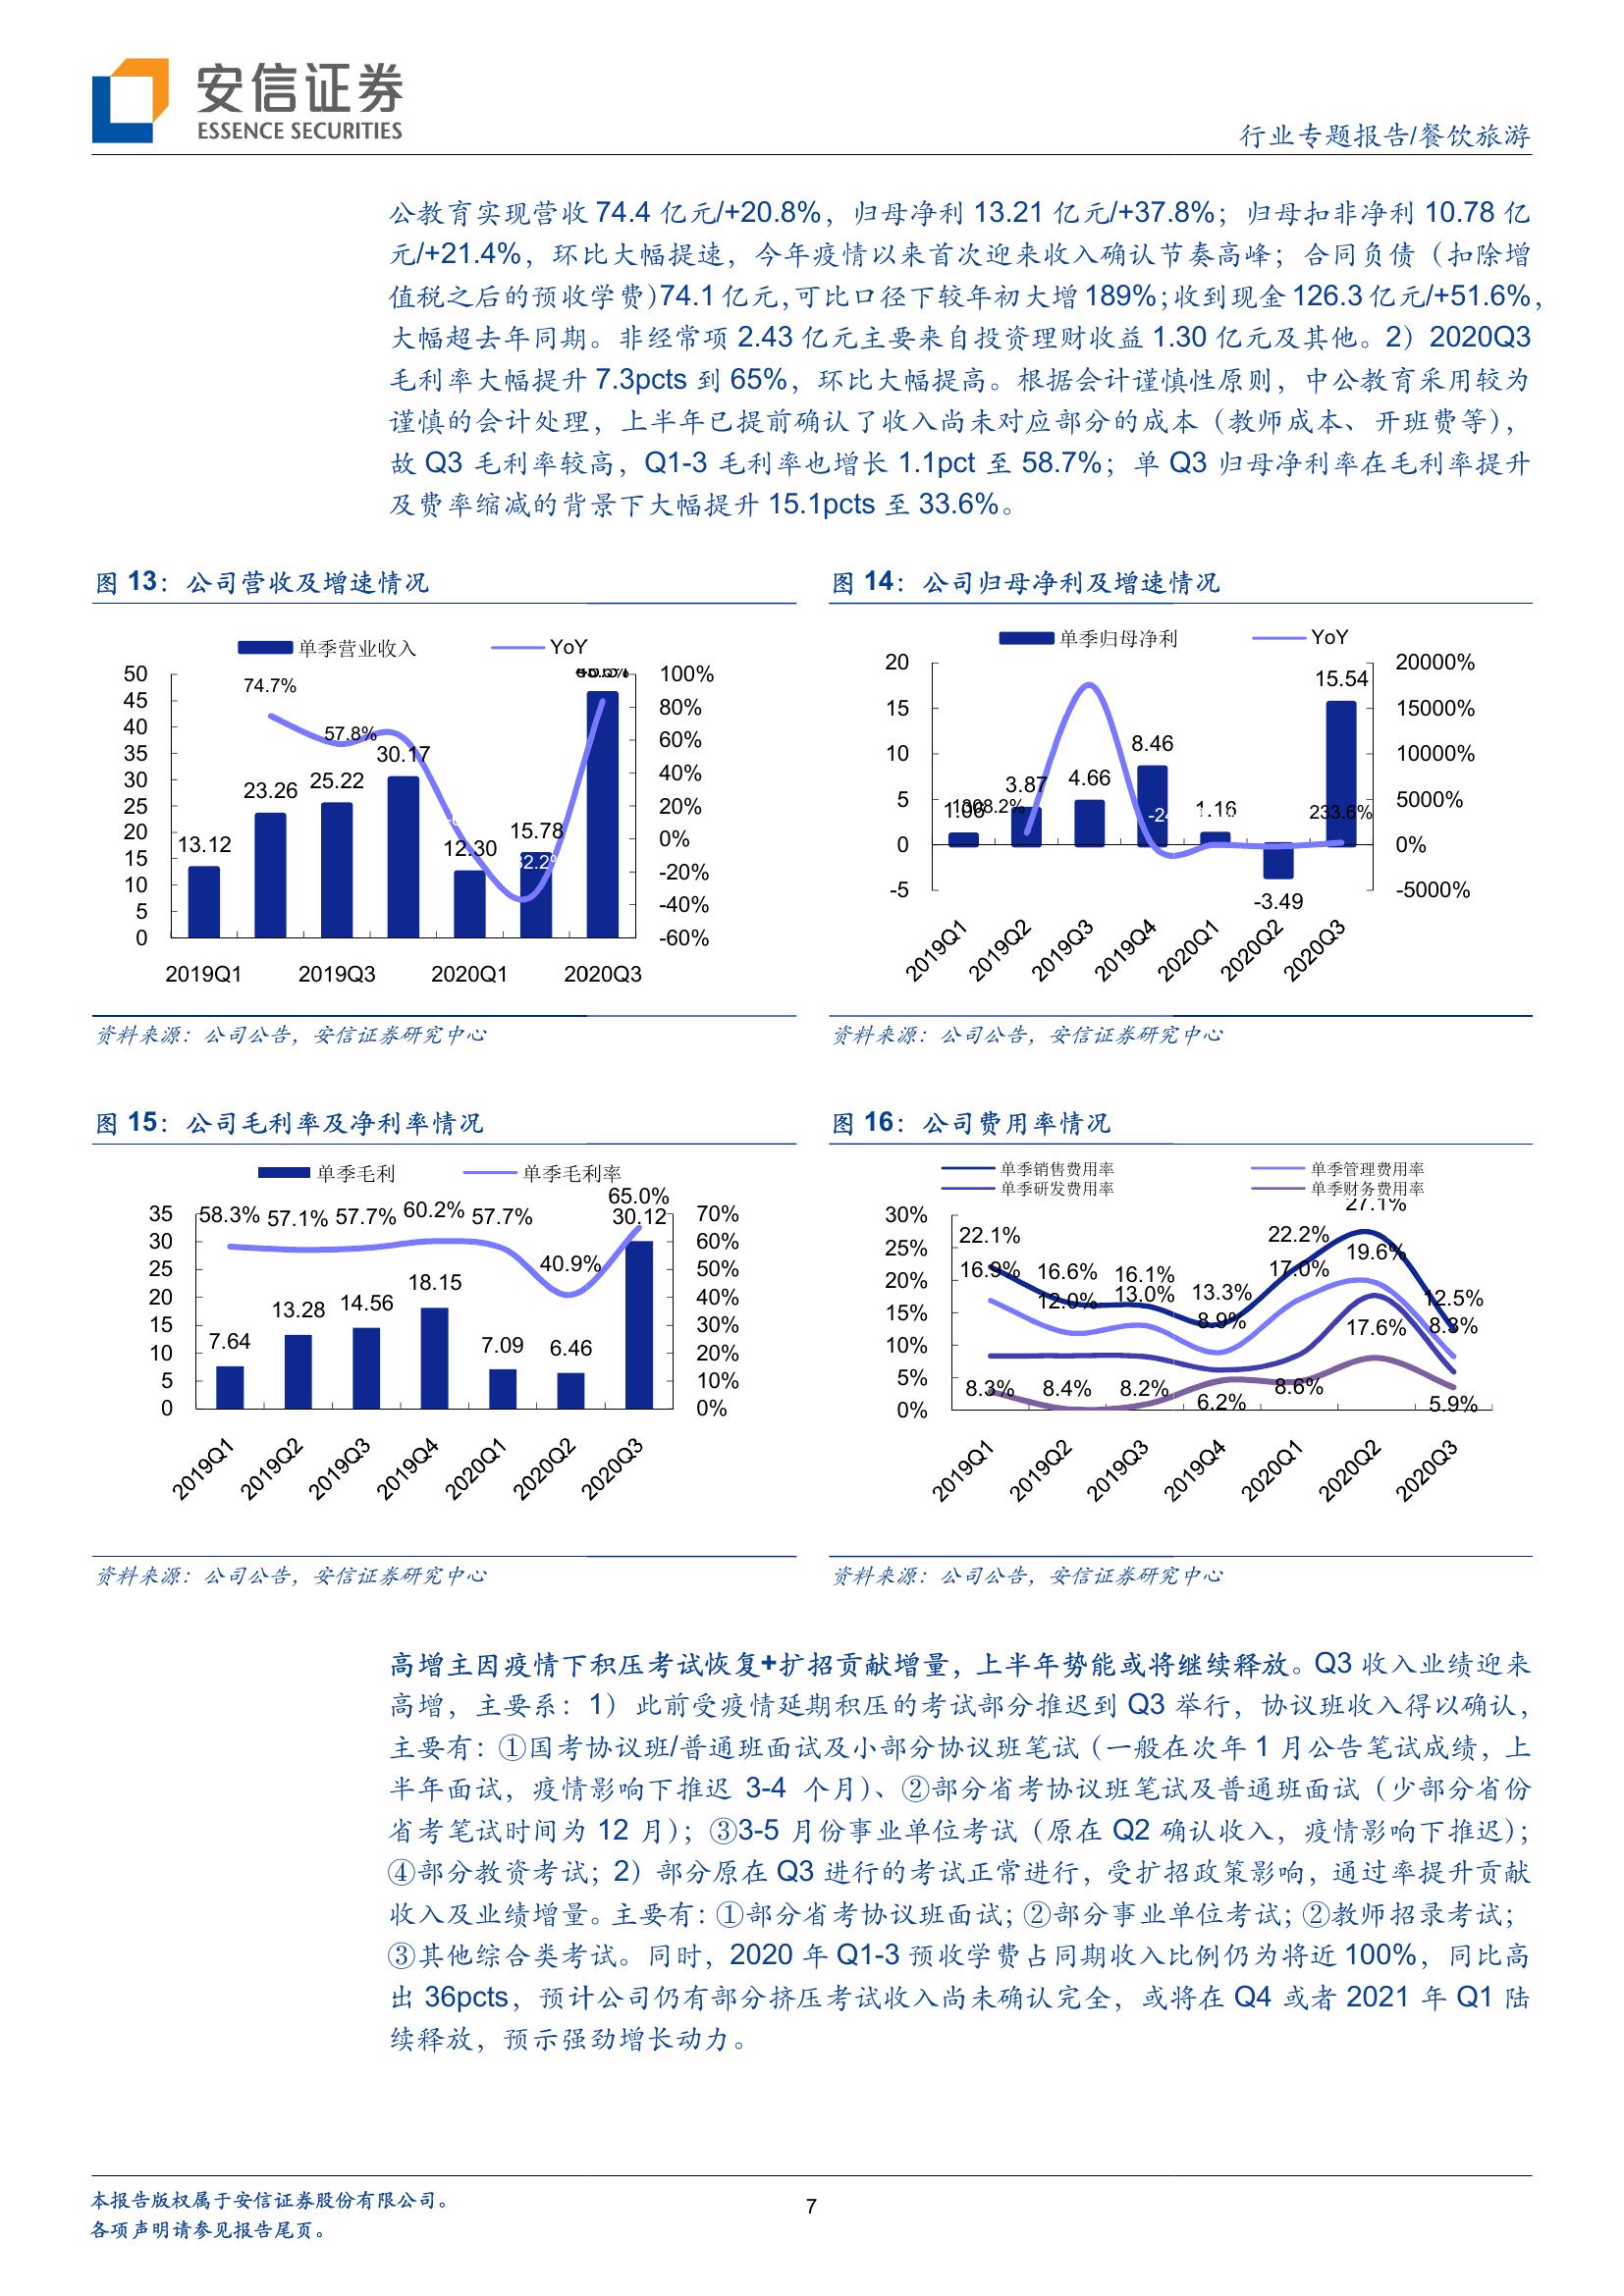 安信证券
ESSENCE SECURITIES
行业专题报告/餐饮旅游
公教育实现营收 74.4 亿元/+20.8%，归母净利 13.21 亿元/+37.8%；归母扣非净利 10.78 亿
元/+21.4%，环比大幅提速，今年疫情以来首次迎来收入确认节奏高峰；合同负债（扣除增
值税之后的预收学费)74.1 亿元,可比口径下较年初大增 189%;收到现金 126.3 亿元/+51.6%,
大幅超去年同期。非经常项 2.43 亿元主要来自投资理财收益 1.30 亿元及其他。2）2020Q3
毛利率大幅提升 7.3pcts 到 65%，环比大幅提高。根据会计谨慎性原则，中公教育采用较为
谨慎的会计处理，上半年已提前确认了收入尚未对应部分的成本（教师成本、开班费等），
故 Q3 毛利率较高，Q1-3 毛利率也增长 1.1pct 至 58.7%；单 Q3 归母净利率在毛利率提升
及费率缩减的背景下大幅提升 15.1pcts 至 33.6%。
图 13：公司营收及增速情况
单季营业收入 YoY
50 45 40 35 30 25 20 15 10 5 0
100% 80% 60% 40% 20% 0% -20% -40% -60%
74.7% 57.8%
13.12 23.26 25.22 30.17 12.30 15.78
2019Q1 2019Q3 2020Q1 2020Q3
资料来源：公司公告，安信证券研究中心
图 14：公司归母净利及增速情况
单季归母净利 YoY
20 15 10 5 0 -5
20000% 15000% 10000% 5000% 0% -5000%
1.06 3.87 4.66 8.46 1.16 -3.49 15.54
233.6%
2019Q1 2019Q2 2019Q3 2019Q4 2020Q1 2020Q2 2020Q3
资料来源：公司公告，安信证券研究中心
图 15：公司毛利率及净利率情况
单季毛利 单季毛利率
35 30 25 20 15 10 5 0
70% 60% 50% 40% 30% 20% 10% 0%
58.3% 57.1% 57.7% 60.2% 57.7% 40.9% 65.0%
7.64 13.28 14.56 18.15 7.09 6.46 30.12
2019Q1 2019Q2 2019Q3 2019Q4 2020Q1 2020Q2 2020Q3
资料来源：公司公告，安信证券研究中心
图 16：公司费用率情况
单季销售费用率 单季管理费用率
单季研发费用率 单季财务费用率
30% 25% 20% 15% 10% 5% 0%
22.1% 16.6% 16.1% 13.3% 22.2% 27.1% 12.5%
16.9% 12.0% 13.0% 8.9% 17.0% 19.6% 8.3%
8.3% 8.4% 8.2% 6.2% 8.6% 17.6% 5.9%
2019Q1 2019Q2 2019Q3 2019Q4 2020Q1 2020Q2 2020Q3
资料来源：公司公告，安信证券研究中心
高增主因疫情下积压考试恢复+扩招贡献增量，上半年势能或将继续释放。Q3 收入业绩迎来
高增，主要系：1）此前受疫情延期积压的考试部分推迟到 Q3 举行，协议班收入得以确认，
主要有：①国考协议班/普通班面试及小部分协议班笔试（一般在次年 1 月公告笔试成绩，上
半年面试，疫情影响下推迟 3-4 个月）、②部分省考协议班笔试及普通班面试（少部分省份
省考笔试时间为 12 月）；③3-5 月份事业单位考试（原在 Q2 确认收入，疫情影响下推迟）；
④部分教资考试；2）部分原在 Q3 进行的考试正常进行，受扩招政策影响，通过率提升贡献
收入及业绩增量。主要有：①部分省考协议班面试；②部分事业单位考试；②教师招录考试；
③其他综合类考试。同时，2020 年 Q1-3 预收学费占同期收入比例仍为将近 100%，同比高
出 36pcts，预计公司仍有部分挤压考试收入尚未确认完全，或将在 Q4 或者 2021 年 Q1 陆
续释放，预示强劲增长动力。
本报告版权属于安信证券股份有限公司。
各项声明请参见报告尾页。
7